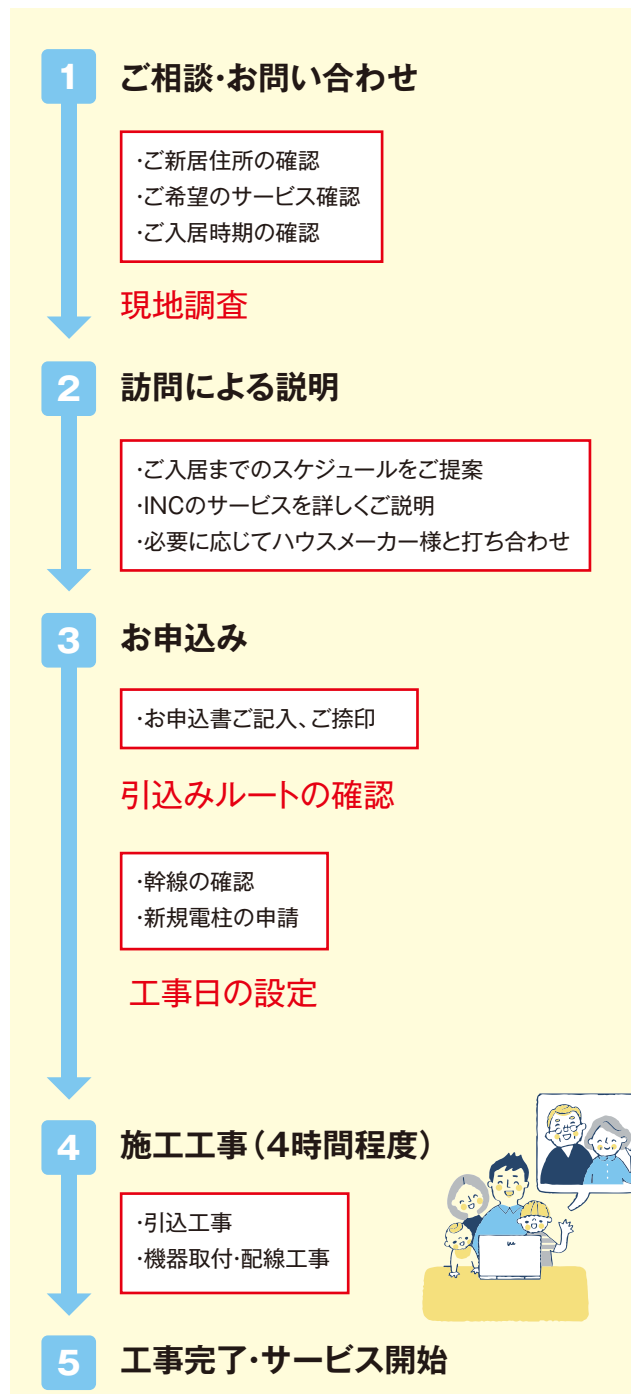 1 ご相談・お問い合わせ
・ご新居住所の確認
・ご希望のサービス確認
・ご入居時期の確認
現地調査
2 訪問による説明
・ご入居までのスケジュールをご提案
・INCのサービスを詳しくご説明
・必要に応じてハウスメーカー様と打ち合わせ
3 お申込み
・お申込書ご記入、ご捺印
引込みルートの確認
・幹線の確認
・新規電柱の申請
工事日の設定
4 施工工事（4時間程度）
・引込工事
・機器取付・配線工事
5 工事完了・サービス開始